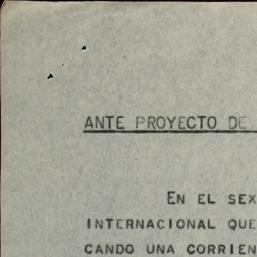 ANTE PROYECTO DE
EN EL SEX
INTERNACIONAL QUE
CANDO UNA CORRIEN